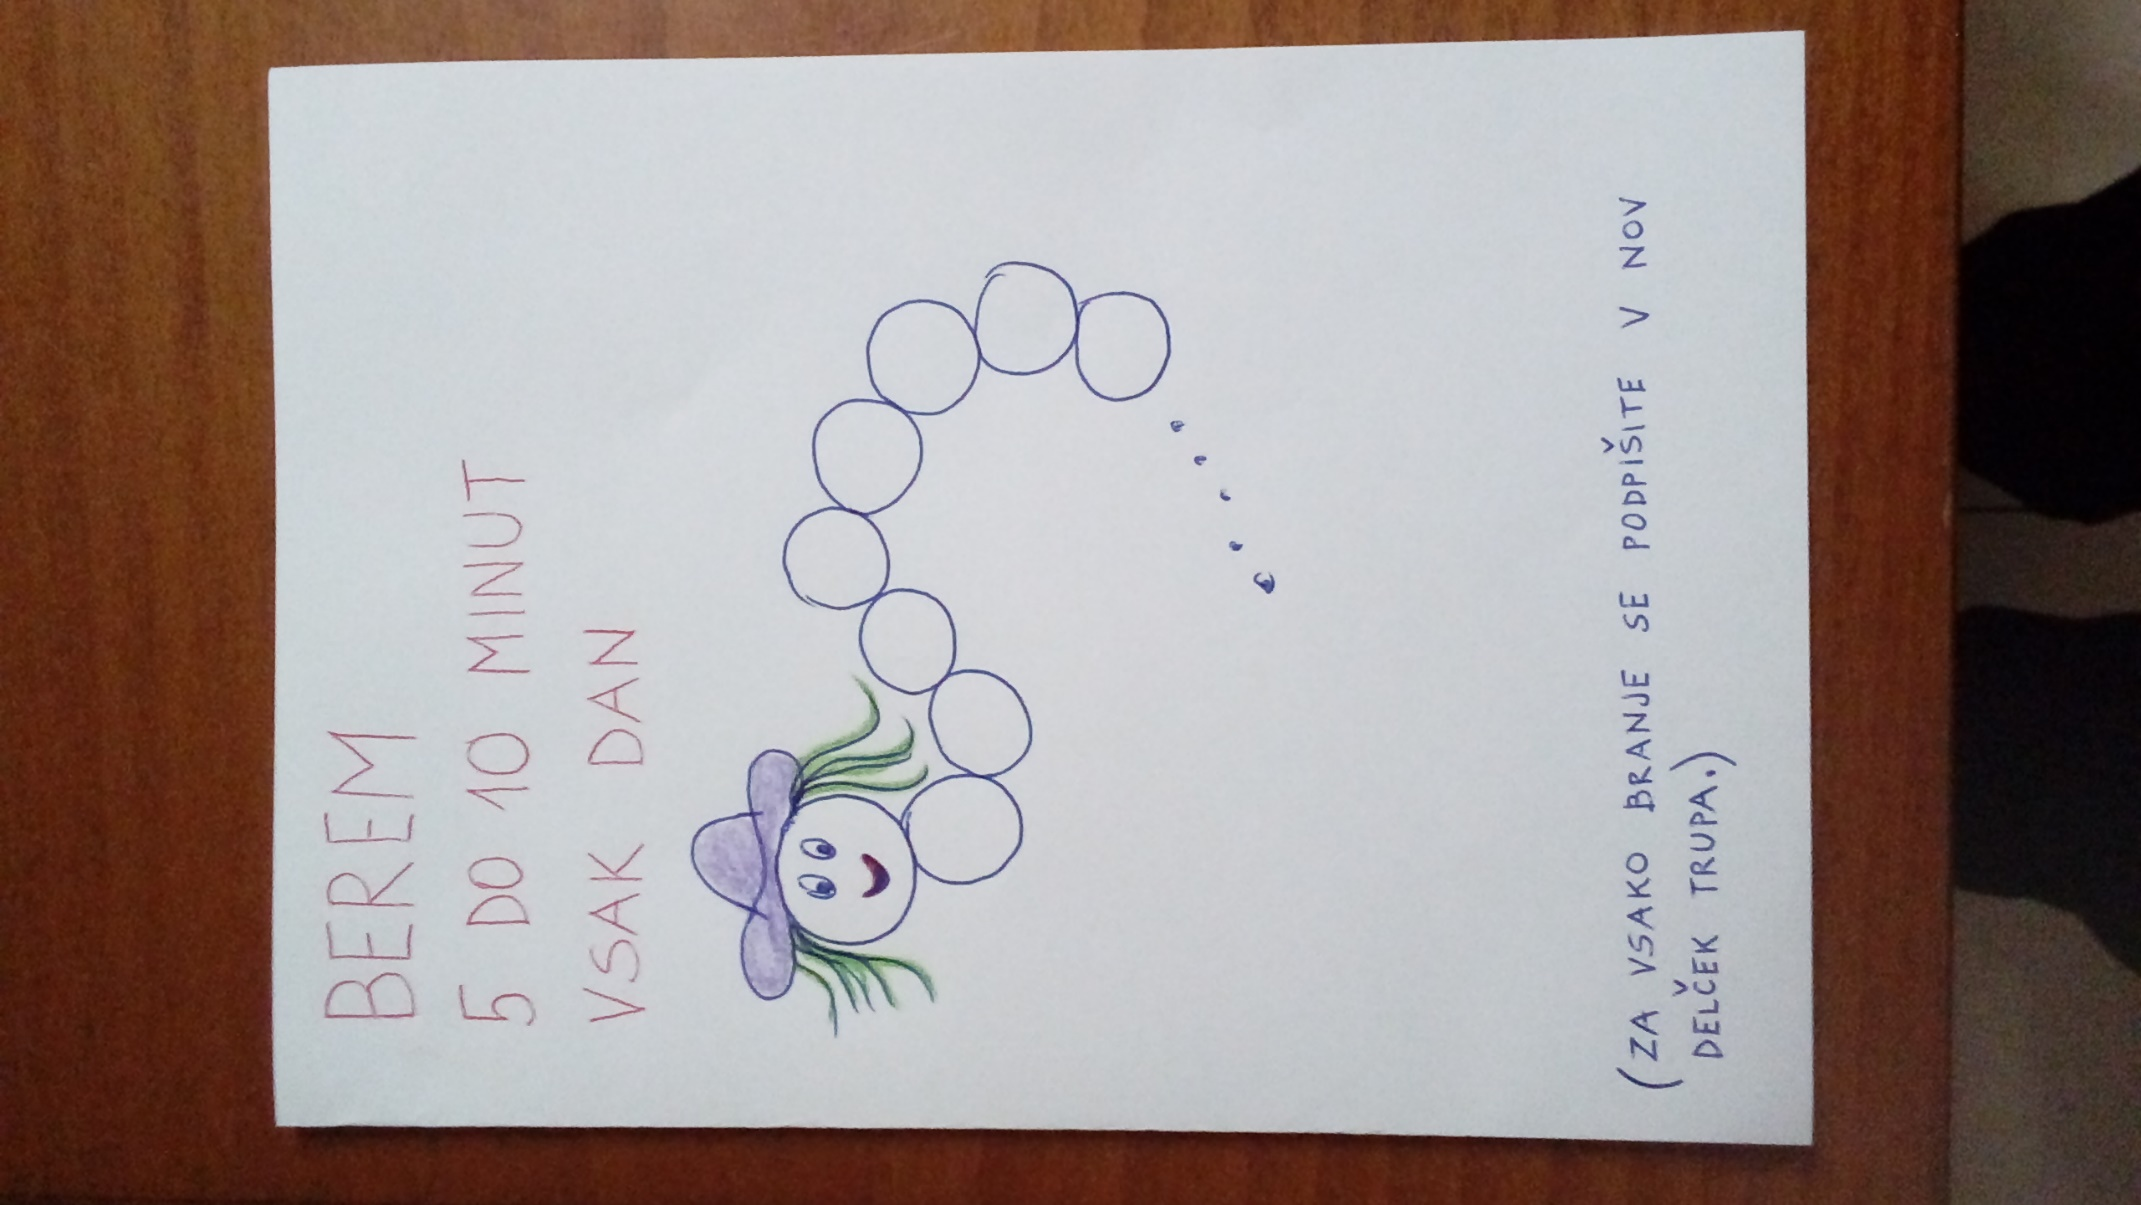 BEREM
5 DO 10 MINUT
VSAK DAN
(ZA VSAKO BRANJE SE PODPIŠITE V NOV
DELČEK TRUPA.)